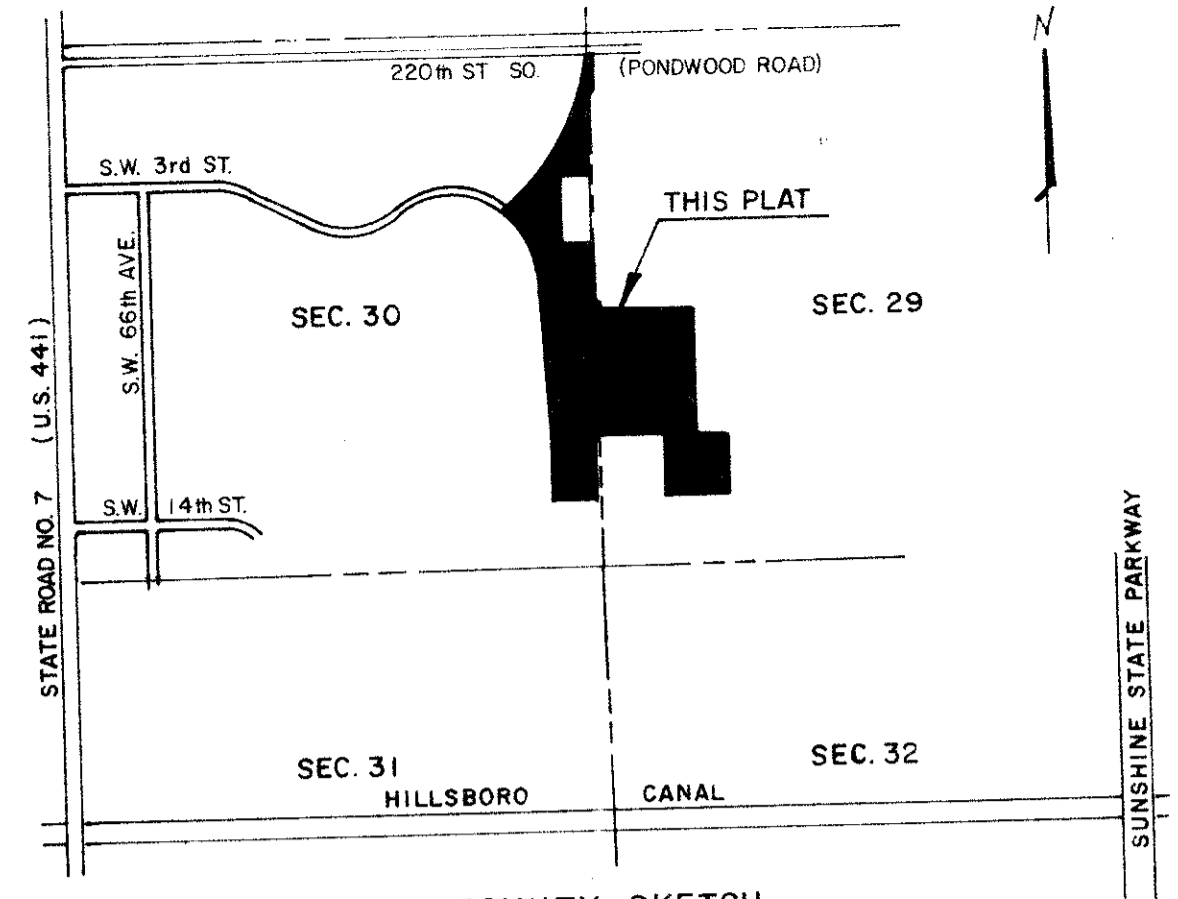 N
220th ST SO. (PONDWOOD ROAD)
S.W. 3rd ST.
THIS PLAT
S.W. 66th AVE.
SEC. 30
SEC. 29
STATE ROAD NO. 7 (U.S. 441)
S.W. 14th ST.
SUNSHINE STATE PARKWAY
SEC. 31
SEC. 32
HILLSBORO CANAL
SKETCH